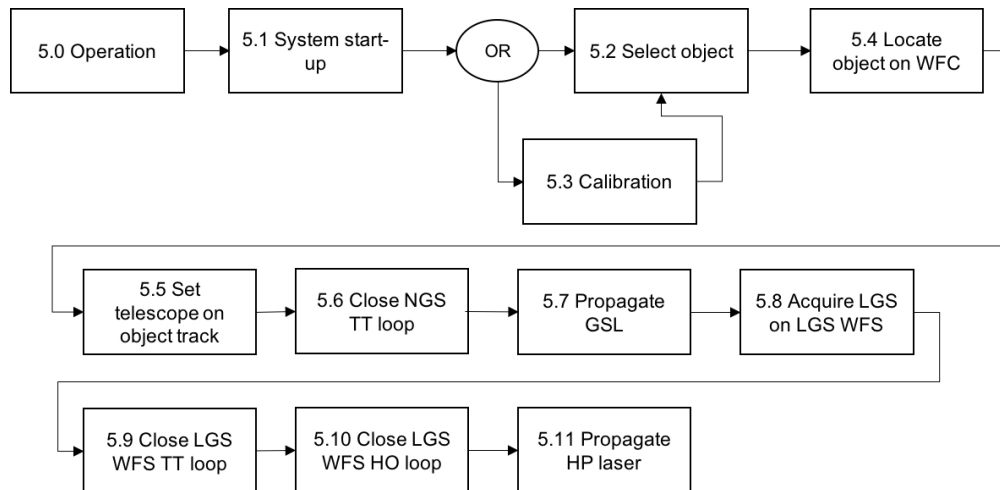 5.0 Operation
5.1 System start-
up
OR
5.2 Select object
5.4 Locate
object on WFC
5.3 Calibration
5.5 Set
telescope on
object track
5.6 Close NGS
TT loop
5.7 Propagate
GSL
5.8 Acquire LGS
on LGS WFS
5.9 Close LGS
WFS TT loop
5.10 Close LGS
WFS HO loop
5.11 Propagate
HP laser